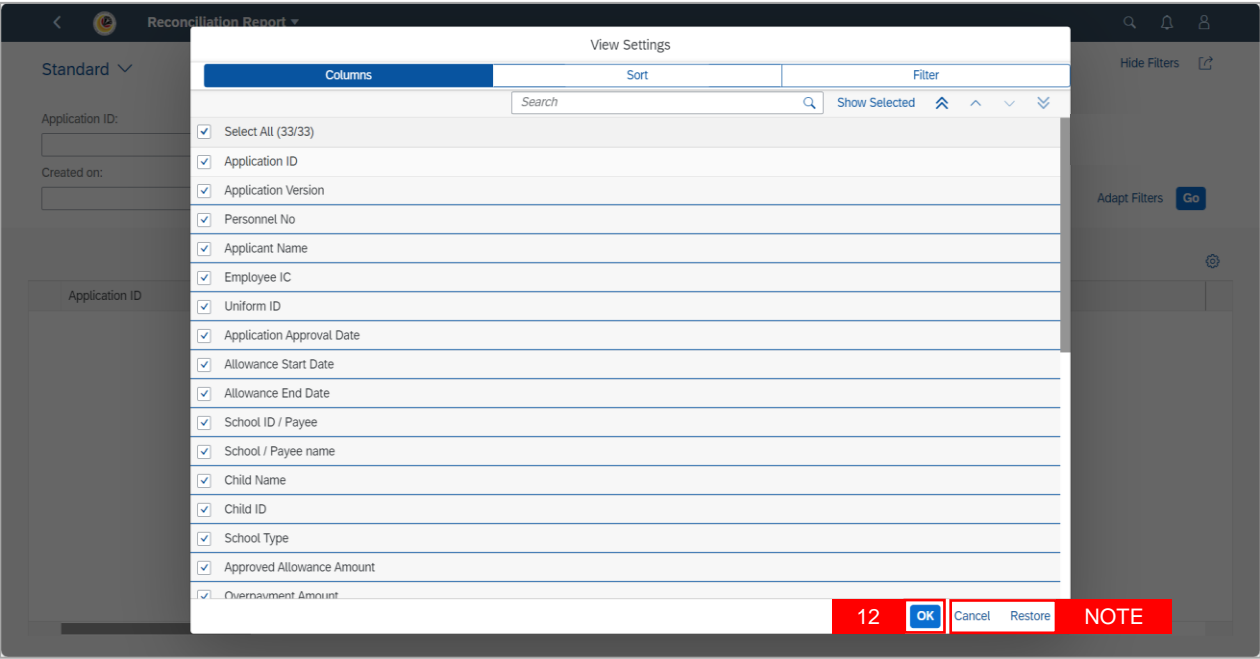 Reconciliation Report
View Settings
Standard
Hide Filters
Columns Sort Filter
Search Show Selected
Application ID:
Select All (33/33)
Application ID
Created on:
Application Version
Adapt Filters Go
Personnel No
Applicant Name
Employee IC
Application ID
Uniform ID
Application Approval Date
Allowance Start Date
Allowance End Date
School ID / Payee
School / Payee name
Child Name
Child ID
School Type
Approved Allowance Amount
Overpayment Amount
12 OK Cancel Restore NOTE